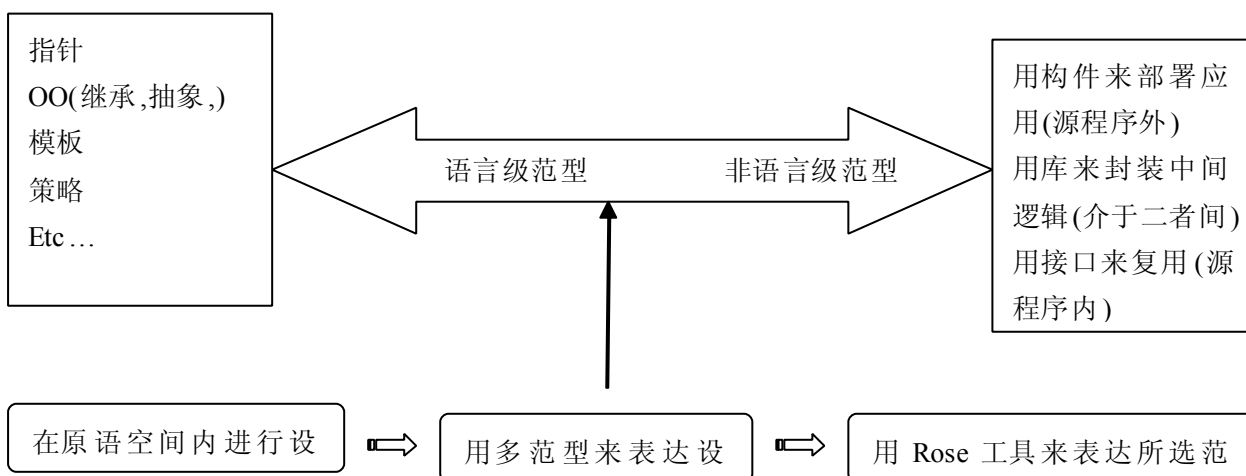 指针
OO(继承,抽象,)
模板
策略
Etc…
语言级范型
非语言级范型
用构件来部署应
用(源程序外)
用库来封装中间
逻辑(介于二者间)
用接口来复用(源
程序内)
在原语空间内进行设
用多范型来表达设
用 Rose 工具来表达所选范